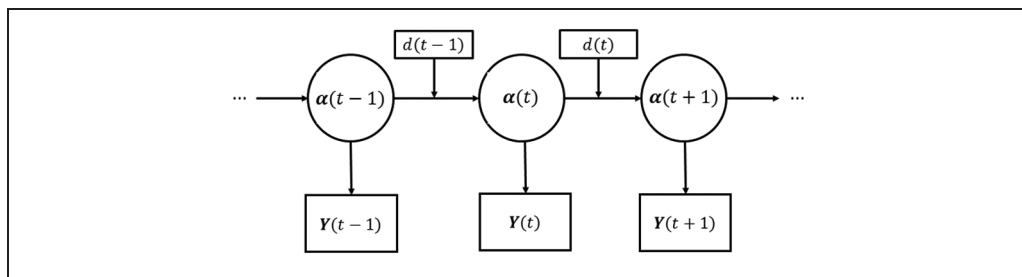 d(t − 1)
d(t)
... α(t − 1) α(t) α(t + 1) ...
Y(t − 1) Y(t) Y(t + 1)